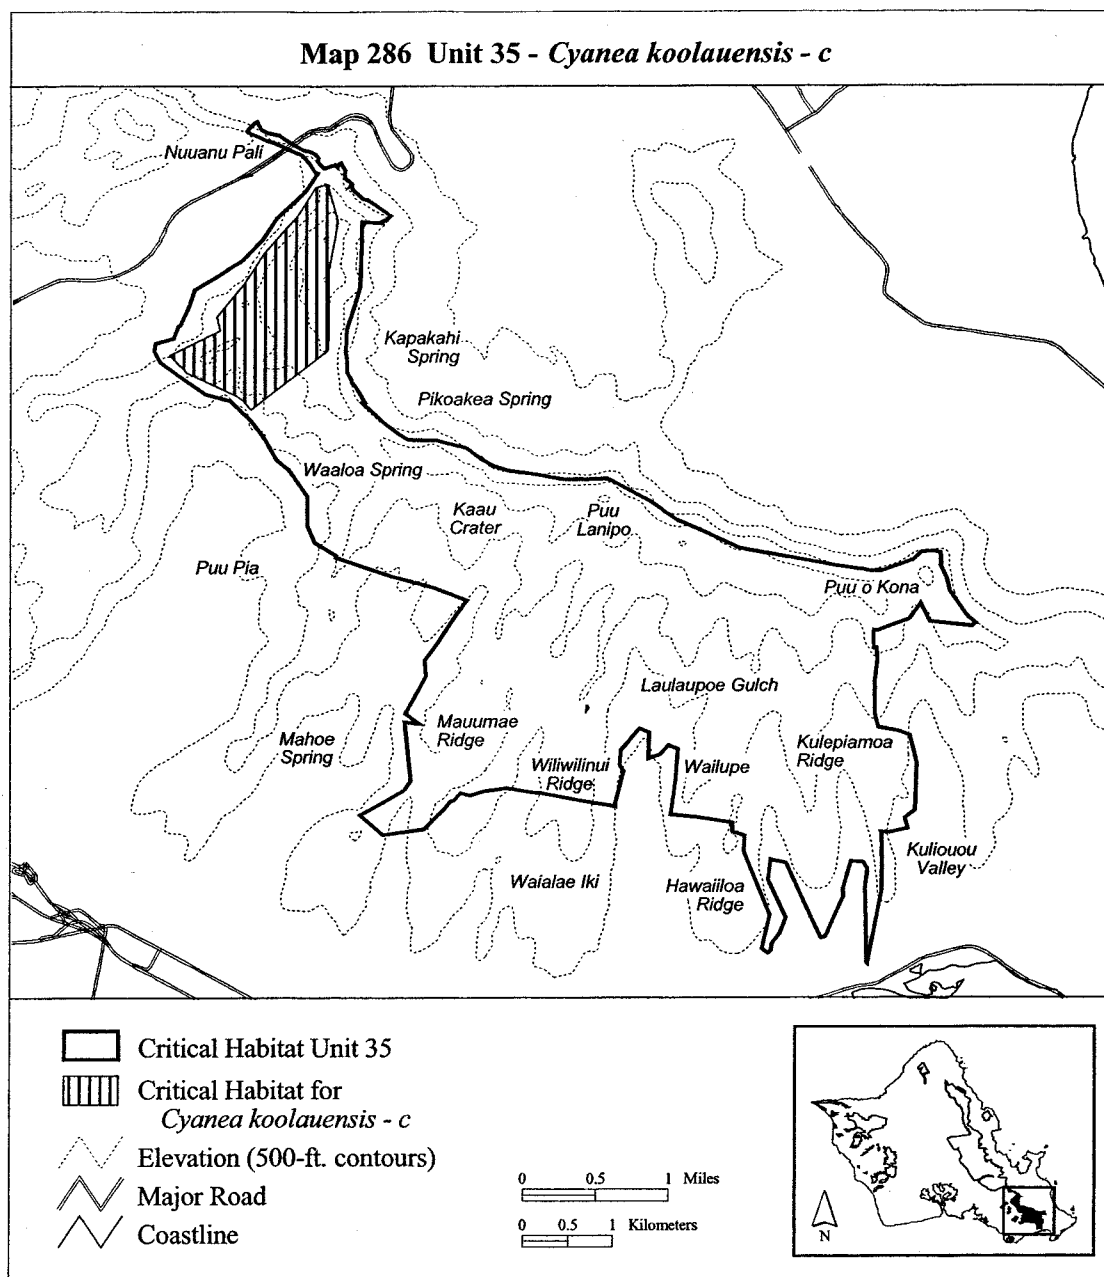 Map 286 Unit 35 - Cyanea koolauensis - c
Nuuanu Pali
Kapakahi
Spring
Pikoakea Spring
Waaloa Spring
Kaau
Crater
Puu
Lanipo
Puu Pia
Puu o Kona
Laulaupoe Gulch
Mauumae
Ridge
Mahoe
Spring
Wiliwilinui
Ridge
Wailupe
Kulepiamoa
Ridge
Kuliouou
Valley
Waialae Iki
Hawaiiloa
Ridge
Critical Habitat Unit 35
Critical Habitat for
Cyanea koolauensis - c
Elevation (500-ft. contours)
Major Road
Coastline
0 0.5 1 Miles
0 0.5 1 Kilometers
N